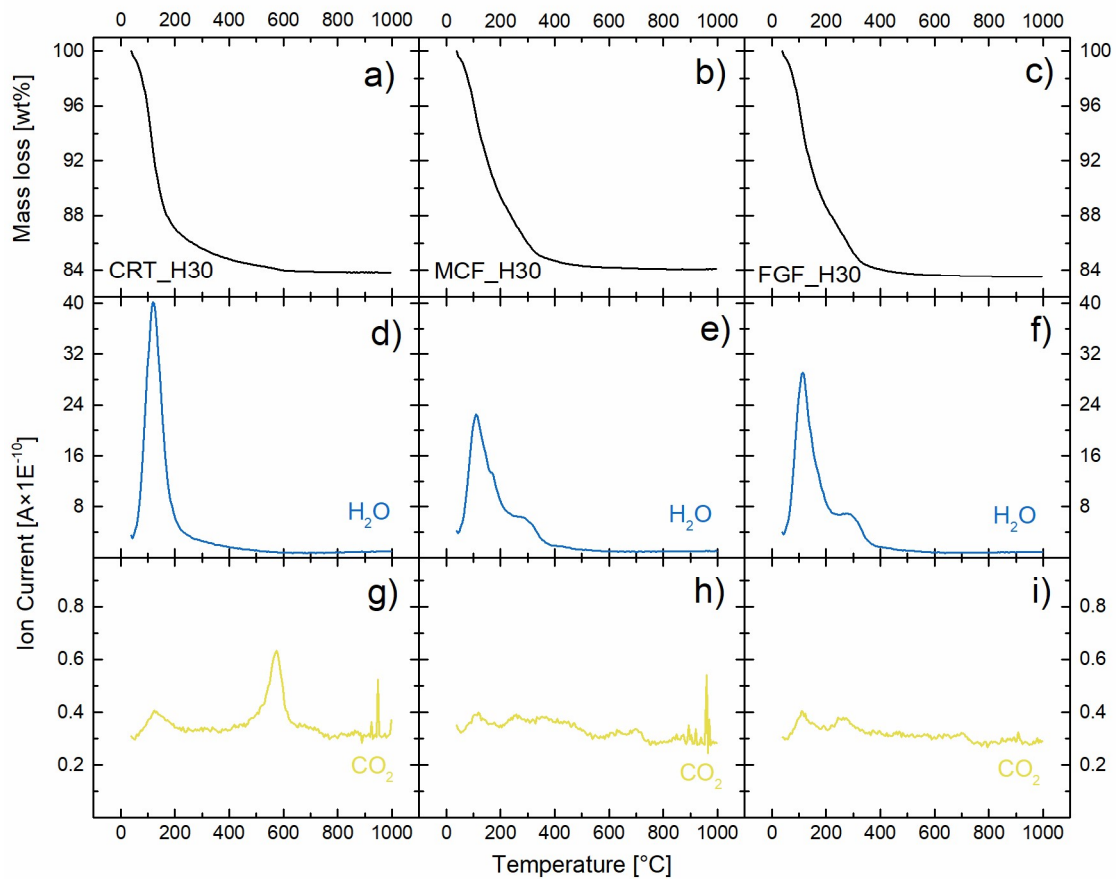 0 200 400 600 800 1000 0 200 400 600 800 1000 0 200 400 600 800 1000
100 a) b) c) 100
96 96
92 92
88 88
84 CRT_H30 MCF_H30 FGF_H30 84
Mass loss [wt%]
40 d) e) f) 40
32 32
24 24
16 16
8 H₂O H₂O H₂O 8
Ion Current [A×1E⁻¹⁰]
g) h) i)
0.8 0.8
0.6 0.6
0.4 0.4
0.2 CO₂ CO₂ CO₂ 0.2
0 200 400 600 800 1000 0 200 400 600 800 1000 0 200 400 600 800 1000
Temperature [°C]